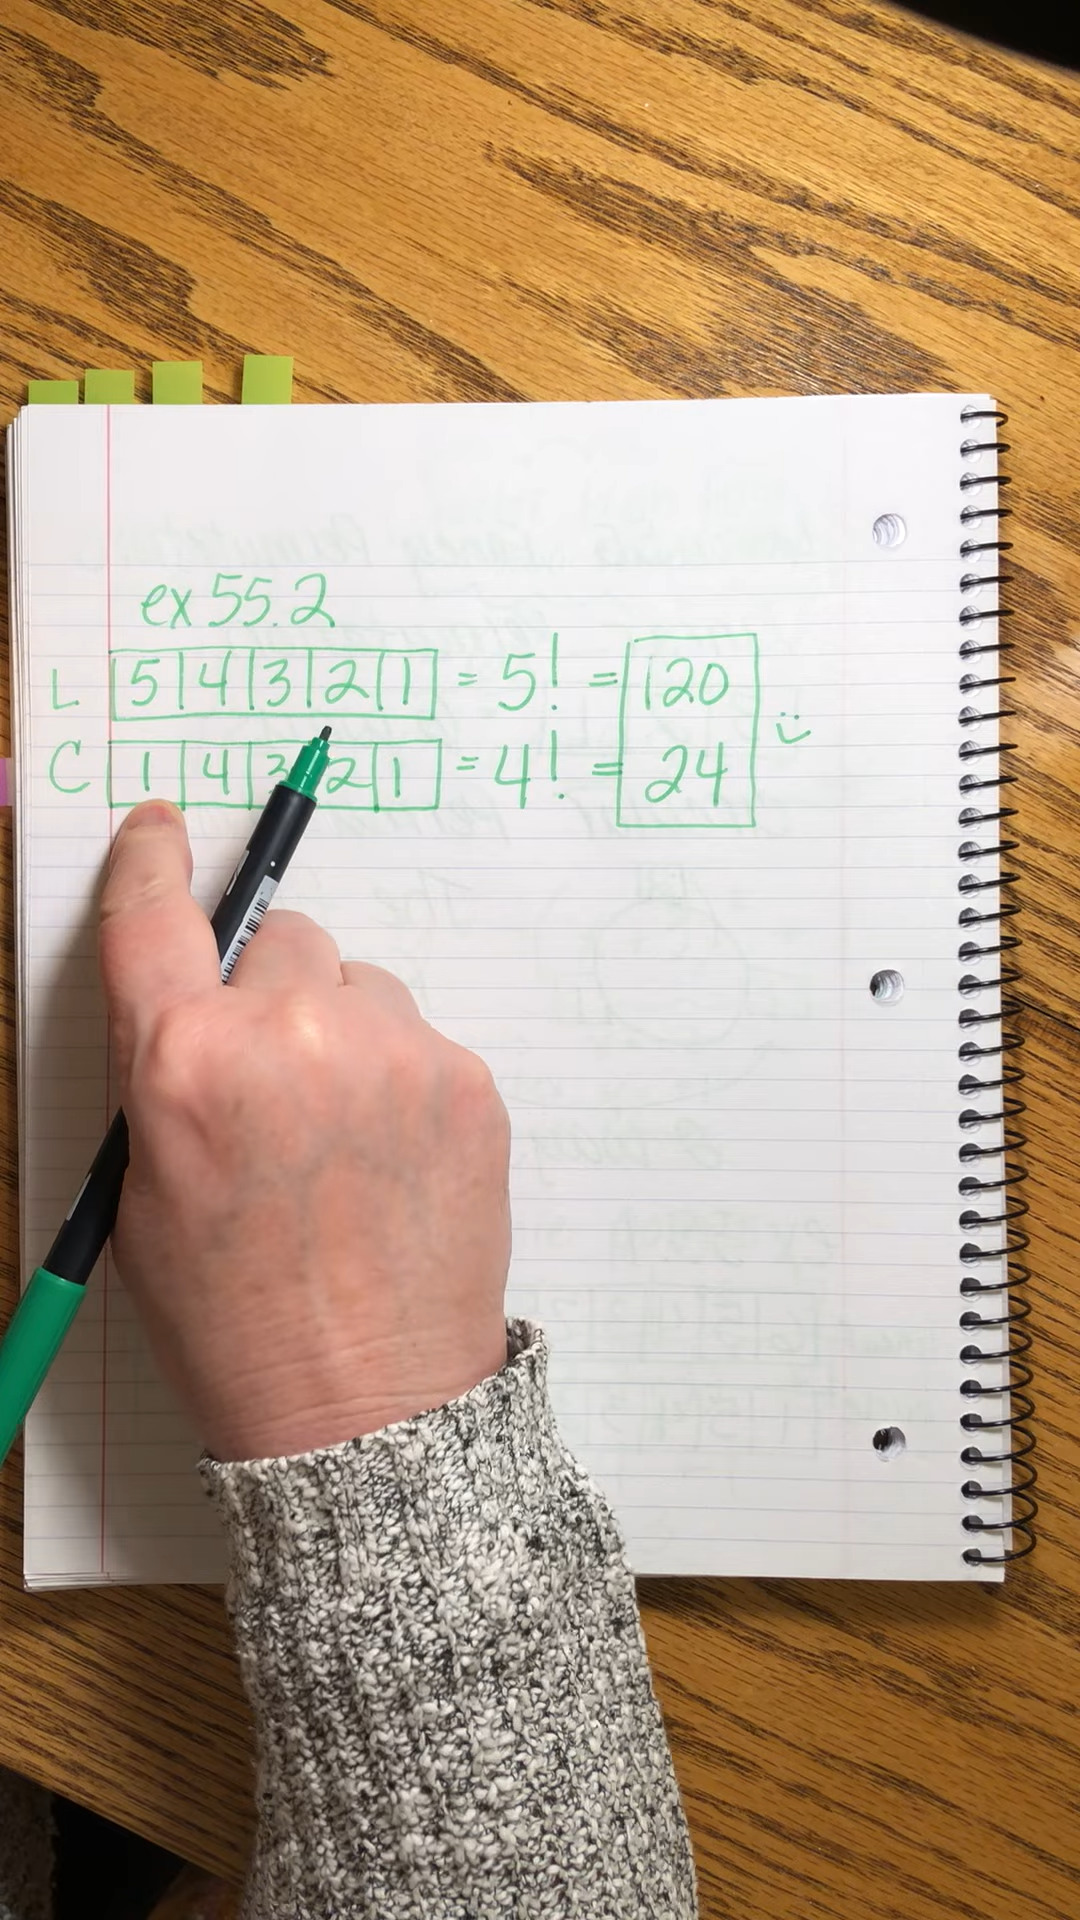 ex 55.2
L |5|4|3|2|1| = 5! = 120
C |1|4|3|2|1| = 4! = 24